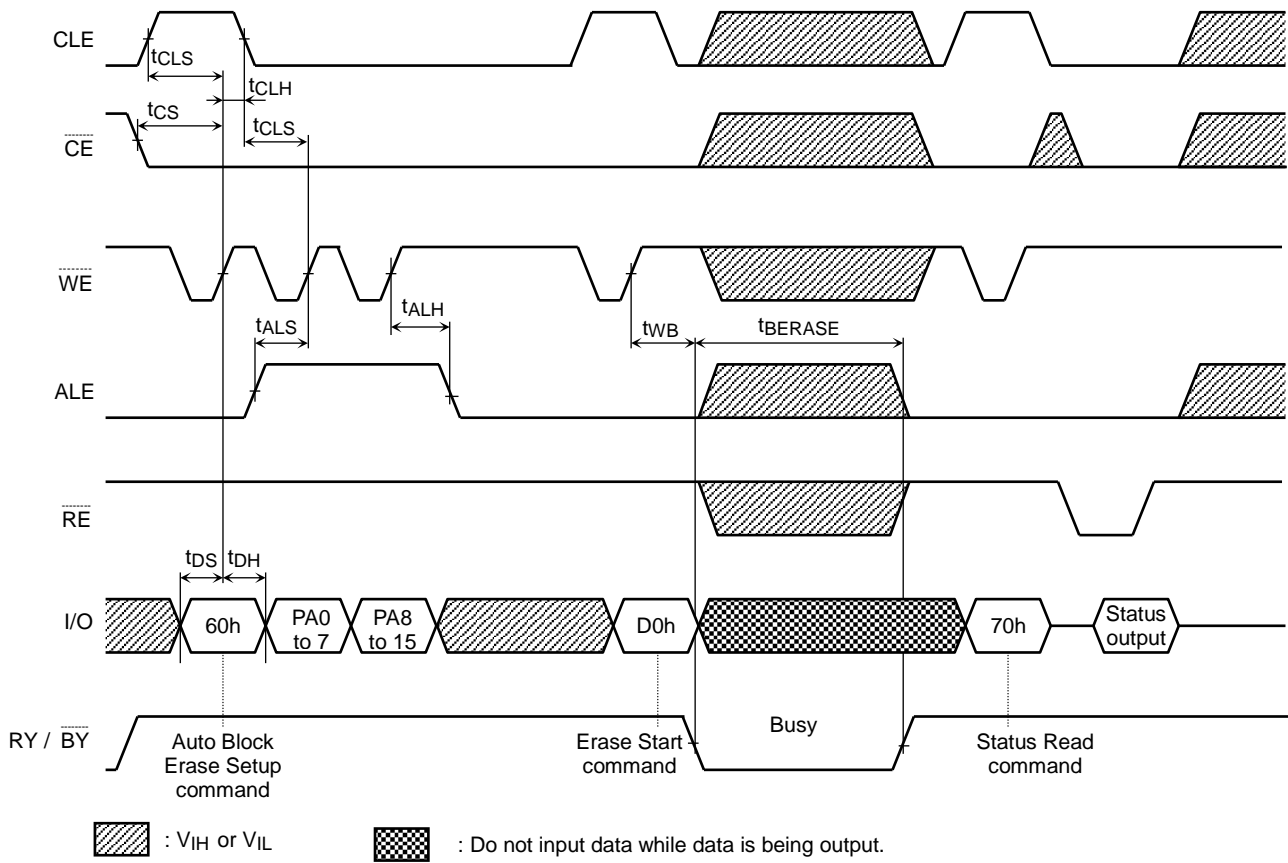 CLE
tCLS
tCLH
tCS
tCLS
CE
WE
tALS
tALH
tWB
tBERASE
ALE
RE
tDS
tDH
I/O
60h
PA0
to 7
PA8
to 15
D0h
70h
Status
output
RY / BY
Busy
Auto Block
Erase Setup
command
Erase Start
command
Status Read
command
: VIH or VIL
: Do not input data while data is being output.